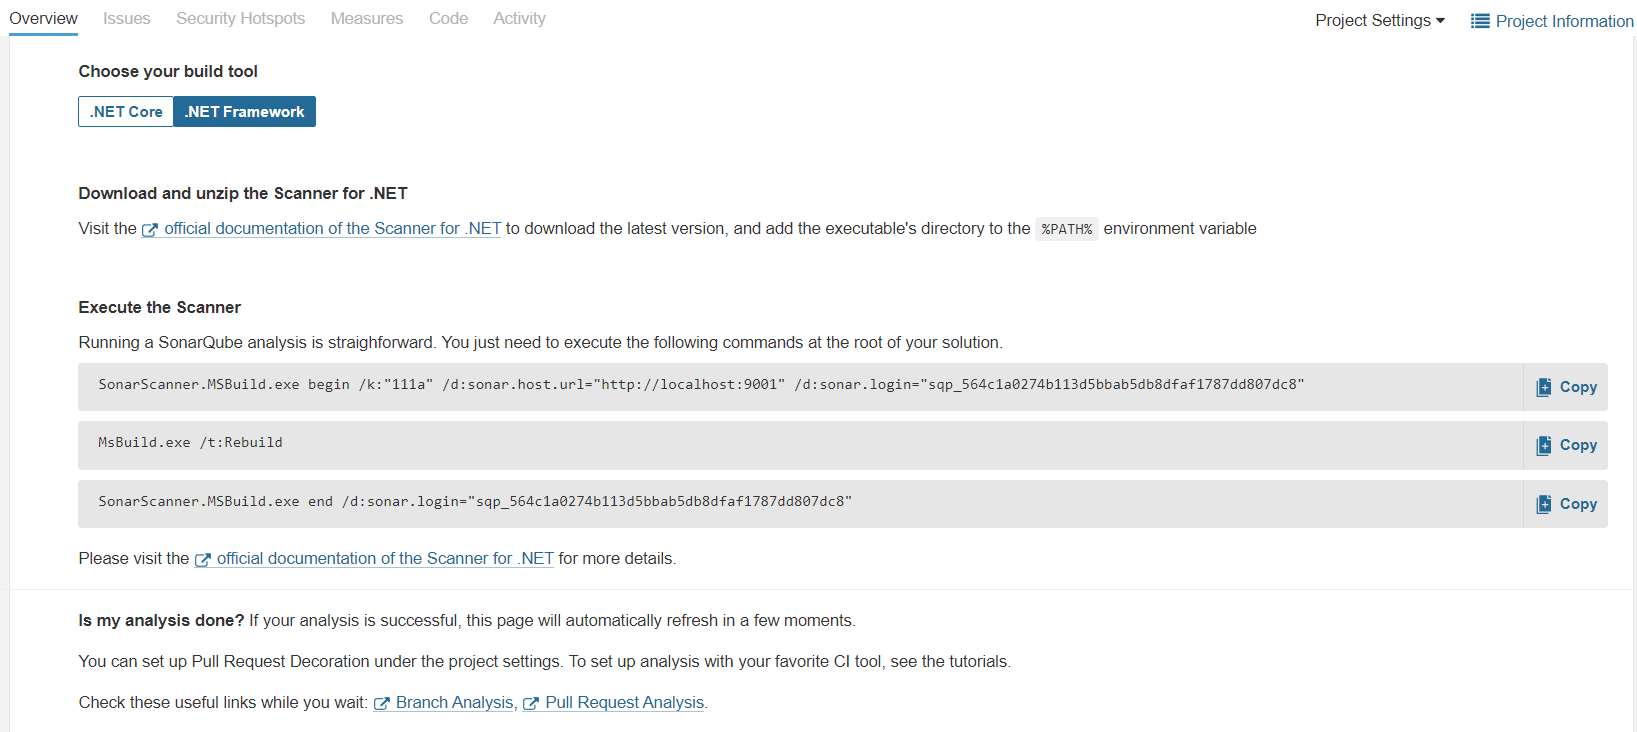 Overview Issues Security Hotspots Measures Code Activity Project Settings Project Information
Choose your build tool
.NET Core .NET Framework
Download and unzip the Scanner for .NET
Visit the official documentation of the Scanner for .NET to download the latest version, and add the executable's directory to the %PATH% environment variable
Execute the Scanner
Running a SonarQube analysis is straighforward. You just need to execute the following commands at the root of your solution.
SonarScanner.MSBuild.exe begin /k:"111a" /d:sonar.host.url="http://localhost:9001" /d:sonar.login="sqp_564c1a0274b113d5bbab5db8dfaf1787dd807dc8" Copy
MsBuild.exe /t:Rebuild Copy
SonarScanner.MSBuild.exe end /d:sonar.login="sqp_564c1a0274b113d5bbab5db8dfaf1787dd807dc8" Copy
Please visit the official documentation of the Scanner for .NET for more details.
Is my analysis done? If your analysis is successful, this page will automatically refresh in a few moments.
You can set up Pull Request Decoration under the project settings. To set up analysis with your favorite CI tool, see the tutorials.
Check these useful links while you wait: Branch Analysis, Pull Request Analysis.